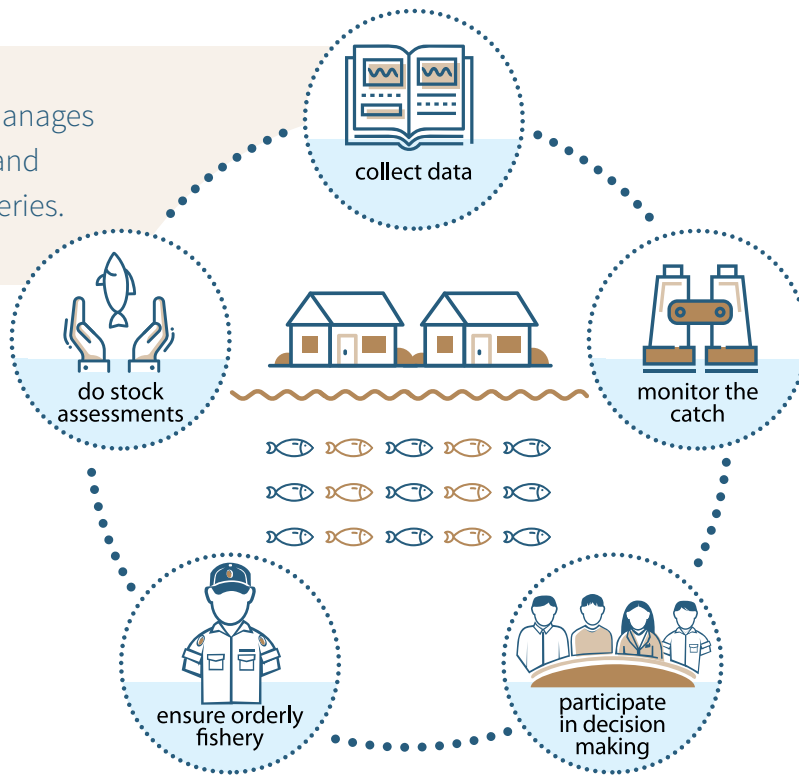 anages
and
eries.
collect data
do stock
assessments
monitor the
catch
ensure orderly
fishery
participate
in decision
making